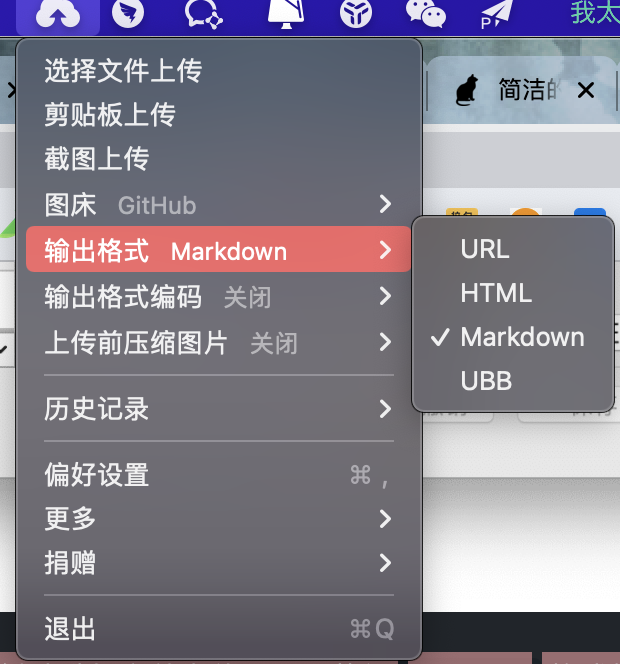 我太
简洁的
选择文件上传
剪贴板上传
截图上传
图床 GitHub
输出格式 Markdown
输出格式编码 关闭
上传前压缩图片 关闭
历史记录
偏好设置 ⌘ ,
更多
捐赠
退出 ⌘Q
URL
HTML
✓ Markdown
UBB